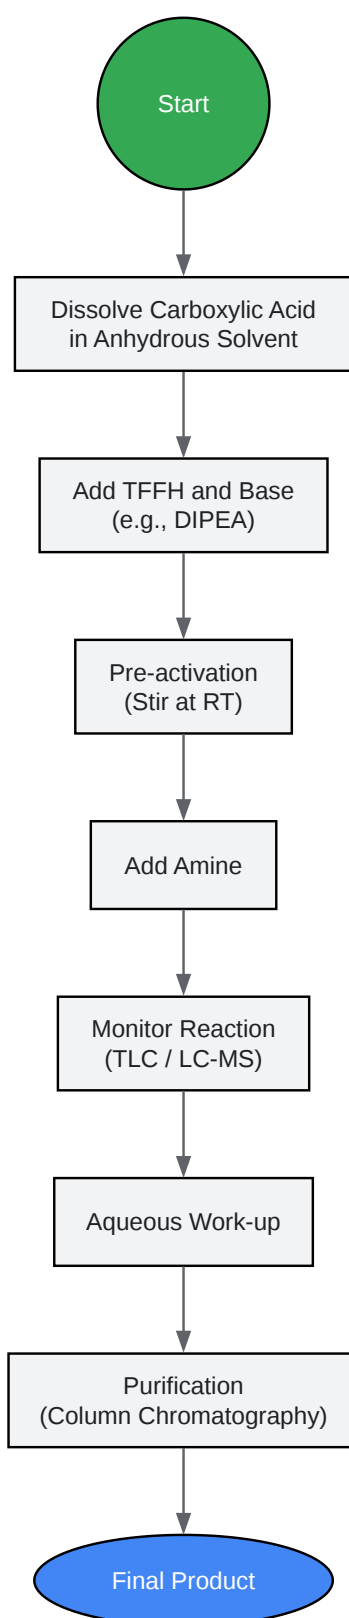 Start
Dissolve Carboxylic Acid
in Anhydrous Solvent
Add TFFH and Base
(e.g., DIPEA)
Pre-activation
(Stir at RT)
Add Amine
Monitor Reaction
(TLC / LC-MS)
Aqueous Work-up
Purification
(Column Chromatography)
Final Product